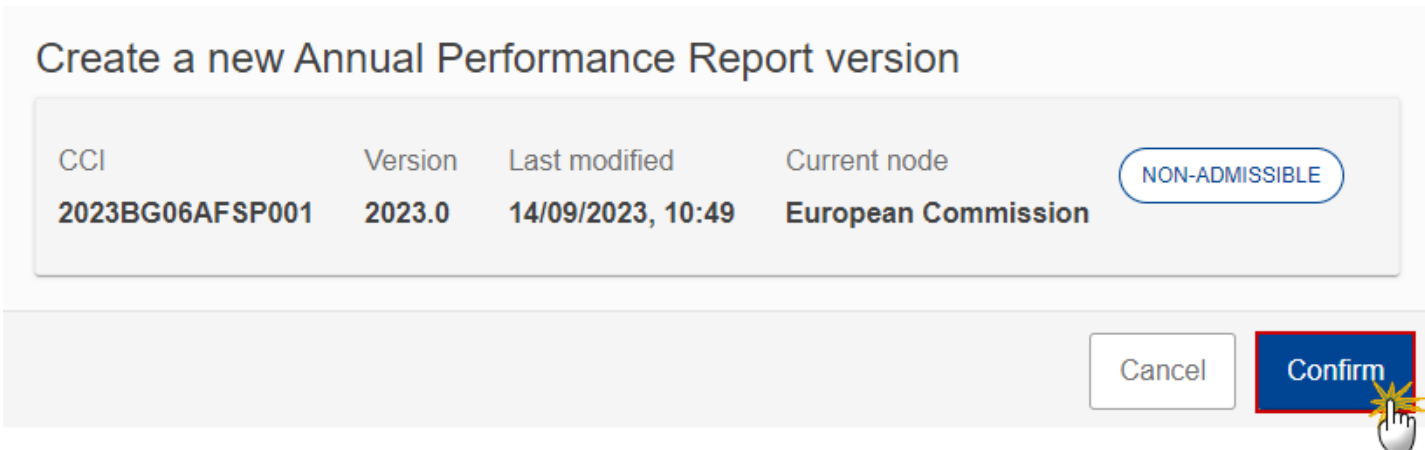 Create a new Annual Performance Report version
CCI Version Last modified Current node NON-ADMISSIBLE
2023BG06AFSP001 2023.0 14/09/2023, 10:49 European Commission
Cancel Confirm